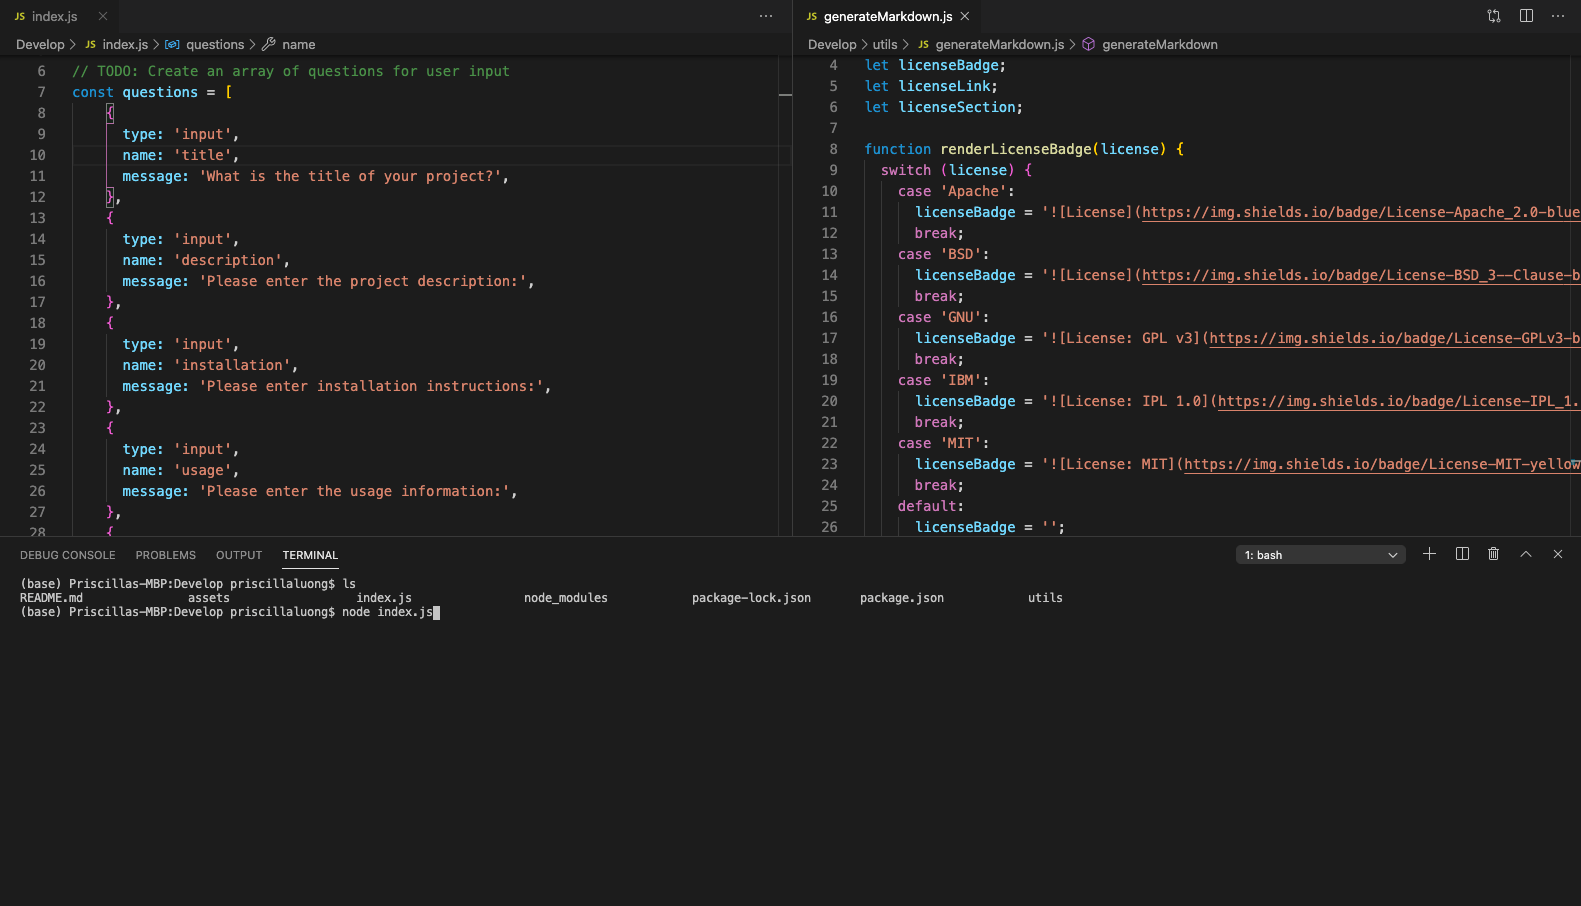 JS index.js
Develop > JS index.js > questions > name
6 // TODO: Create an array of questions for user input
7 const questions = [
8 {
9 type: 'input',
10 name: 'title',
11 message: 'What is the title of your project?',
12 },
13 {
14 type: 'input',
15 name: 'description',
16 message: 'Please enter the project description:',
17 },
18 {
19 type: 'input',
20 name: 'installation',
21 message: 'Please enter installation instructions:',
22 },
23 {
24 type: 'input',
25 name: 'usage',
26 message: 'Please enter the usage information:',
27 },
28 {
JS generateMarkdown.js
Develop > utils > JS generateMarkdown.js > generateMarkdown
4 let licenseBadge;
5 let licenseLink;
6 let licenseSection;
7
8 function renderLicenseBadge(license) {
9 switch (license) {
10 case 'Apache':
11 licenseBadge = '![License](https://img.shields.io/badge/License-Apache_2.0-blue
12 break;
13 case 'BSD':
14 licenseBadge = '![License](https://img.shields.io/badge/License-BSD_3--Clause-b
15 break;
16 case 'GNU':
17 licenseBadge = '![License: GPL v3](https://img.shields.io/badge/License-GPLv3-b
18 break;
19 case 'IBM':
20 licenseBadge = '![License: IPL 1.0](https://img.shields.io/badge/License-IPL_1.
21 break;
22 case 'MIT':
23 licenseBadge = '![License: MIT](https://img.shields.io/badge/License-MIT-yellow
24 break;
25 default:
26 licenseBadge = '';
DEBUG CONSOLE PROBLEMS OUTPUT TERMINAL 1: bash
(base) Priscillas-MBP:Develop priscillaluong$ ls
README.md assets index.js node_modules package-lock.json package.json utils
(base) Priscillas-MBP:Develop priscillaluong$ node index.js